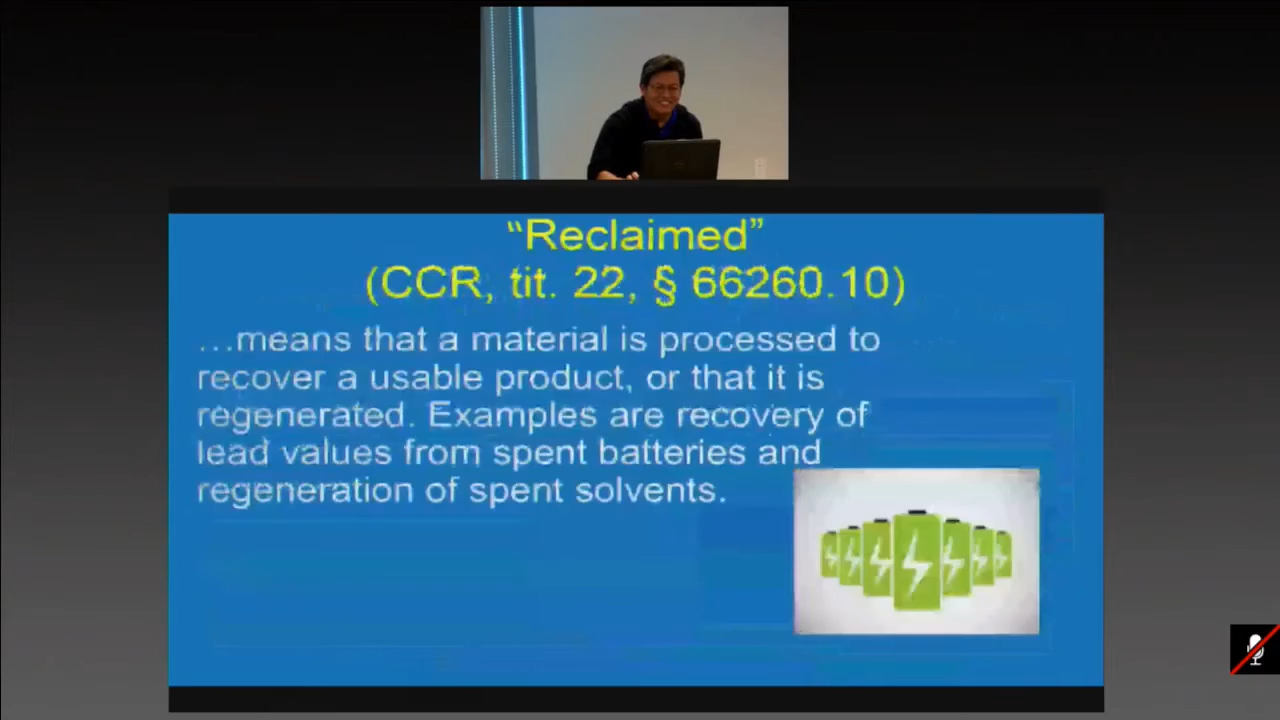 “Reclaimed”
(CCR, tit. 22, § 66260.10)
…means that a material is processed to
recover a usable product, or that it is
regenerated. Examples are recovery of
lead values from spent batteries and
regeneration of spent solvents.